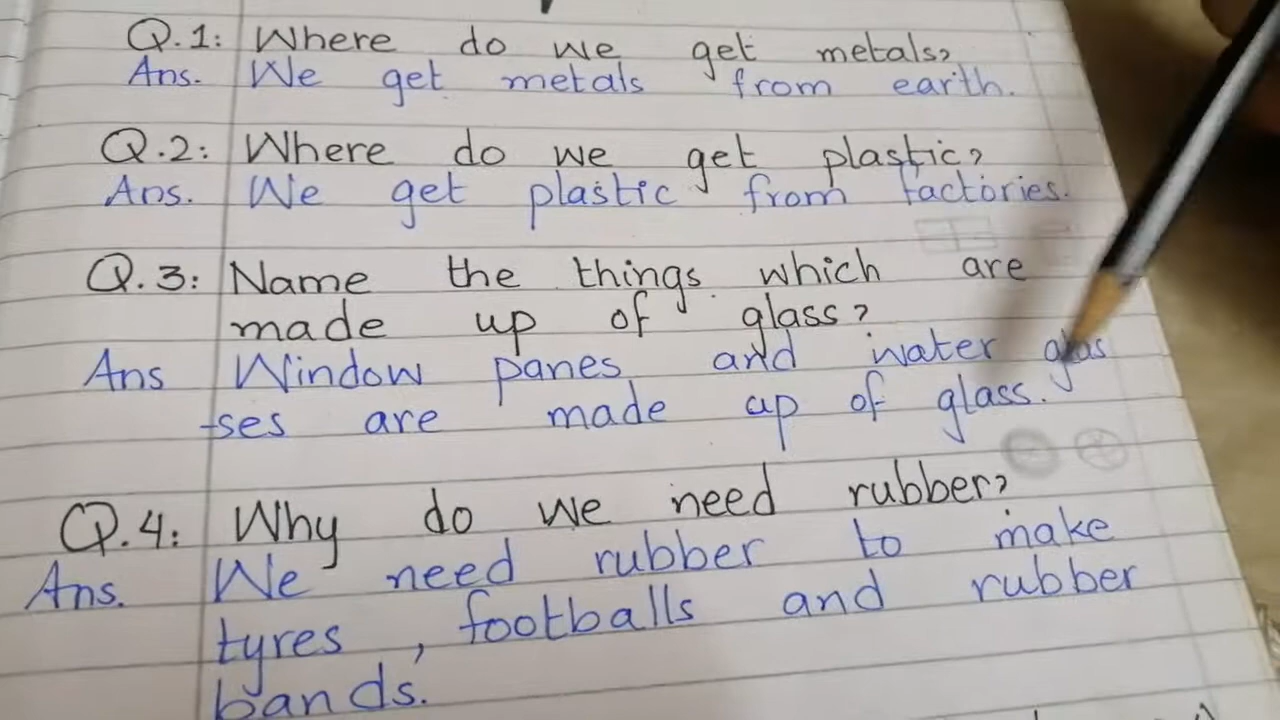 Q.1: Where do we get metals?
Ans. We get metals from earth.
Q.2: Where do we get plastic?
Ans. We get plastic from factories.
Q.3: Name the things which are
made up of glass?
Ans Window panes and water glas
-ses are made up of glass.
Q.4: Why do we need rubber?
Ans. We need rubber to make
tyres , footballs and rubber
bands.